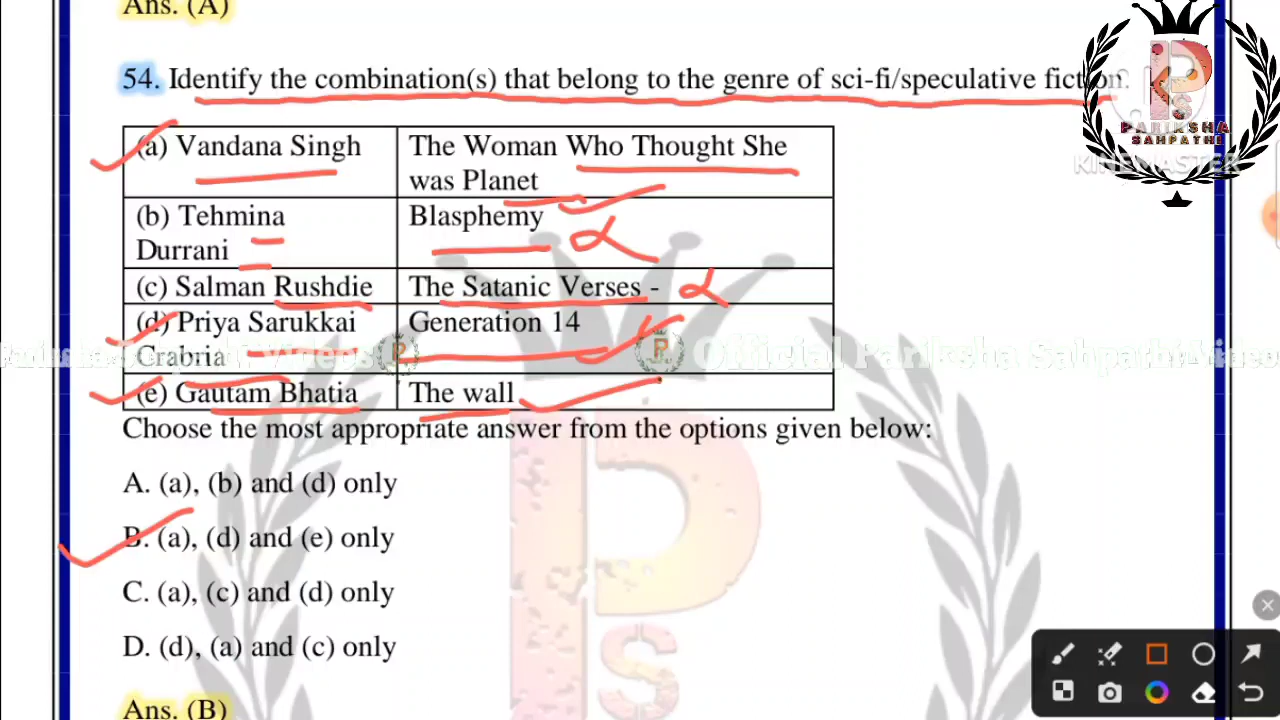 Ans. (A)
54. Identify the combination(s) that belong to the genre of sci-fi/speculative fiction.
(a) Vandana Singh The Woman Who Thought She was Planet
(b) Tehmina Durrani Blasphemy
(c) Salman Rushdie The Satanic Verses -
(d) Priya Sarukkai Crabria Generation 14
(e) Gautam Bhatia The wall
Choose the most appropriate answer from the options given below:
A. (a), (b) and (d) only
B. (a), (d) and (e) only
C. (a), (c) and (d) only
D. (d), (a) and (c) only
Ans. (B)
PARIKSHA
SAHPATHI
KINEMASTER
Official Pariksha Sahpathi